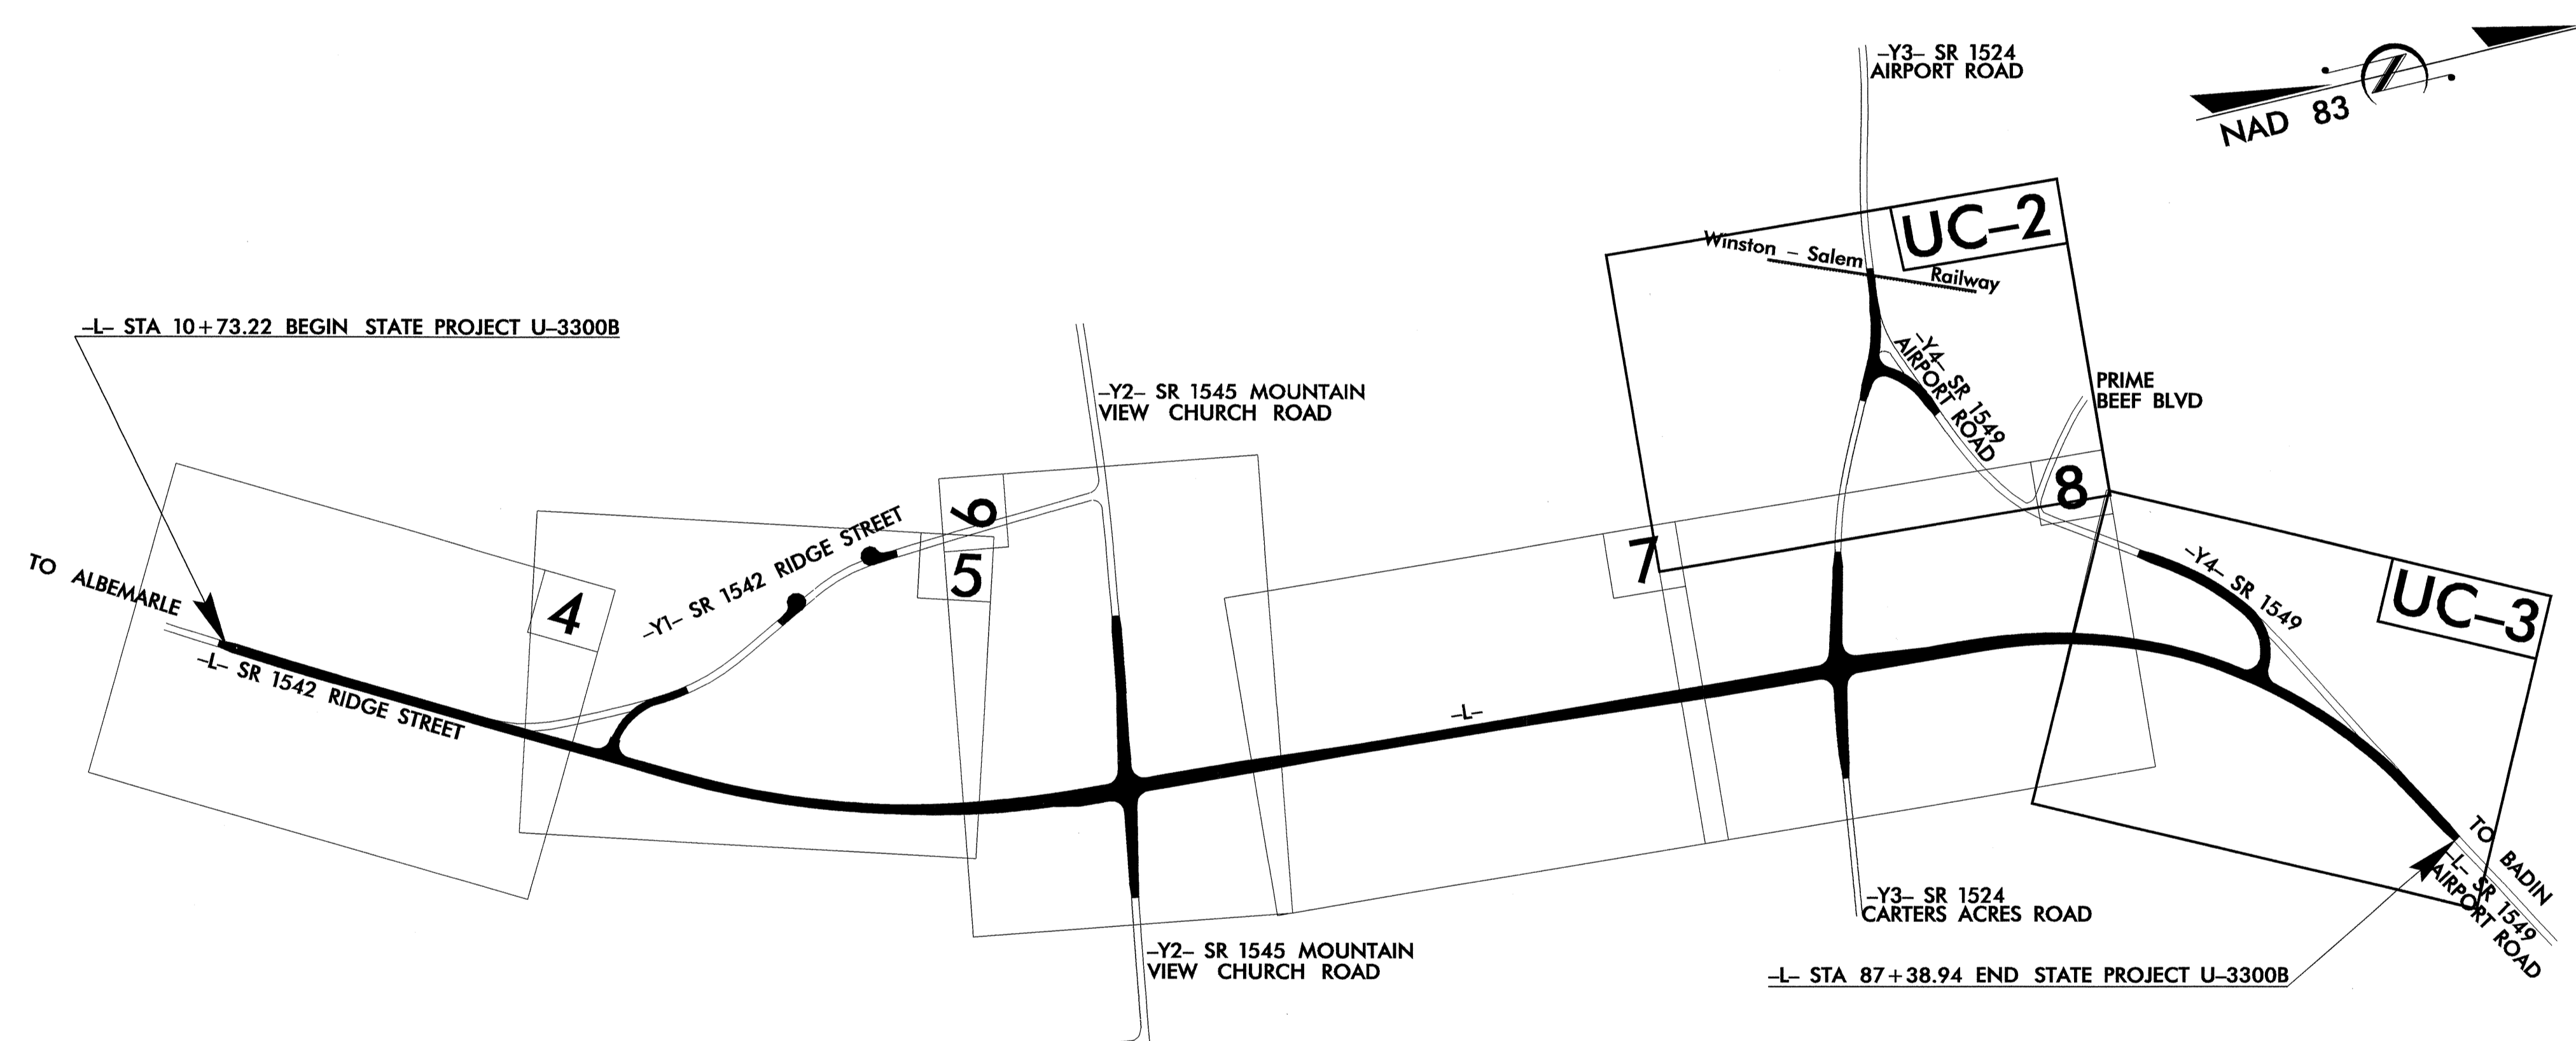 –Y3– SR 1524
AIRPORT ROAD
NAD 83
UC–2
Winston – Salem
Railway
–L– STA 10+73.22 BEGIN STATE PROJECT U–3300B
–Y4– SR 1549
AIRPORT ROAD
PRIME
BEEF BLVD
–Y2– SR 1545 MOUNTAIN
VIEW CHURCH ROAD
8
6
5
–Y1– SR 1542 RIDGE STREET
7
–Y4– SR 1549
UC–3
TO ALBEMARLE
4
–L– SR 1542 RIDGE STREET
–L–
TO BADIN
–L– SR 1549
AIRPORT ROAD
–Y3– SR 1524
CARTERS ACRES ROAD
–Y2– SR 1545 MOUNTAIN
VIEW CHURCH ROAD
–L– STA 87+38.94 END STATE PROJECT U–3300B